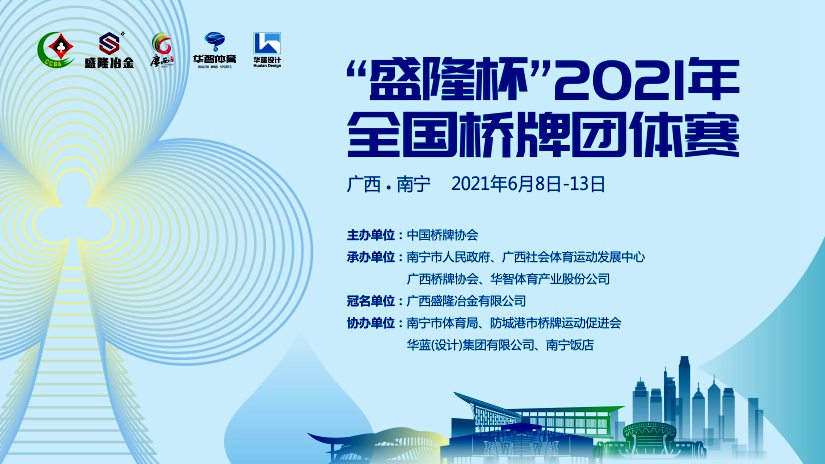 CCBA
盛隆冶金
华智体育
HUAZHI MIND SPORTS
华蓝设计
Hualan Design
“盛隆杯”2021年
全国桥牌团体赛
广西.南宁 2021年6月8日-13日
主办单位：中国桥牌协会
承办单位：南宁市人民政府、广西社会体育运动发展中心
广西桥牌协会、华智体育产业股份公司
冠名单位：广西盛隆冶金有限公司
协办单位：南宁市体育局、防城港市桥牌运动促进会
华蓝(设计)集团有限公司、南宁饭店